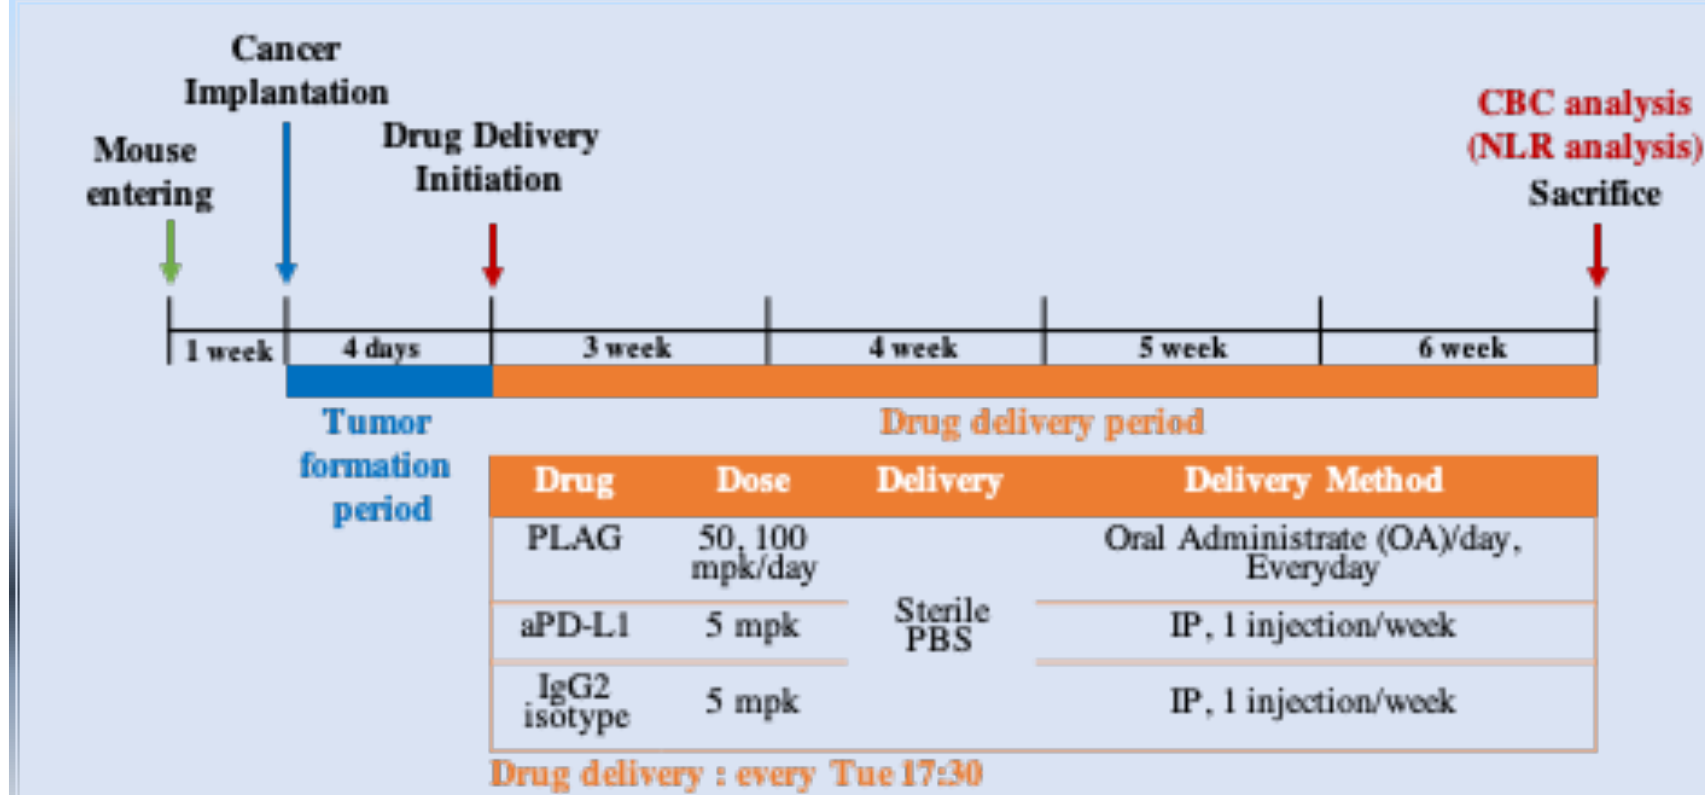 Cancer
Implantation
Mouse
entering
Drug Delivery
Initiation
CBC analysis
(NLR analysis)
Sacrifice
1 week
4 days
3 week
4 week
5 week
6 week
Tumor
formation
period
Drug delivery period
Drug Dose Delivery Delivery Method
PLAG
50, 100
mpk/day
Oral Administrate (OA)/day,
Everyday
Sterile
PBS
aPD-L1 5 mpk IP, 1 injection/week
IgG2
isotype
5 mpk IP, 1 injection/week
Drug delivery : every Tue 17:30